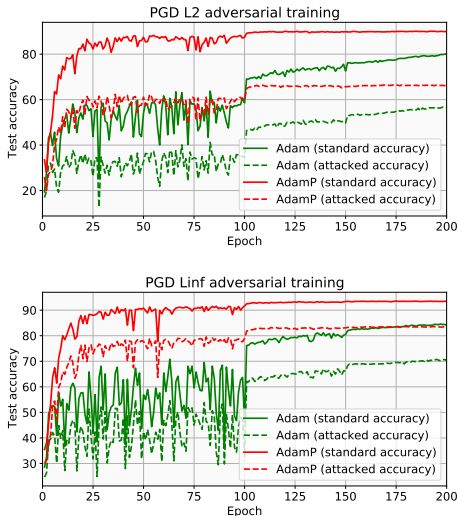 PGD L2 adversarial training
80
60
40
20
Test accuracy
Adam (standard accuracy)
Adam (attacked accuracy)
AdamP (standard accuracy)
AdamP (attacked accuracy)
0 25 50 75 100 125 150 175 200
Epoch
PGD Linf adversarial training
90
80
70
60
50
40
30
Test accuracy
Adam (standard accuracy)
Adam (attacked accuracy)
AdamP (standard accuracy)
AdamP (attacked accuracy)
0 25 50 75 100 125 150 175 200
Epoch